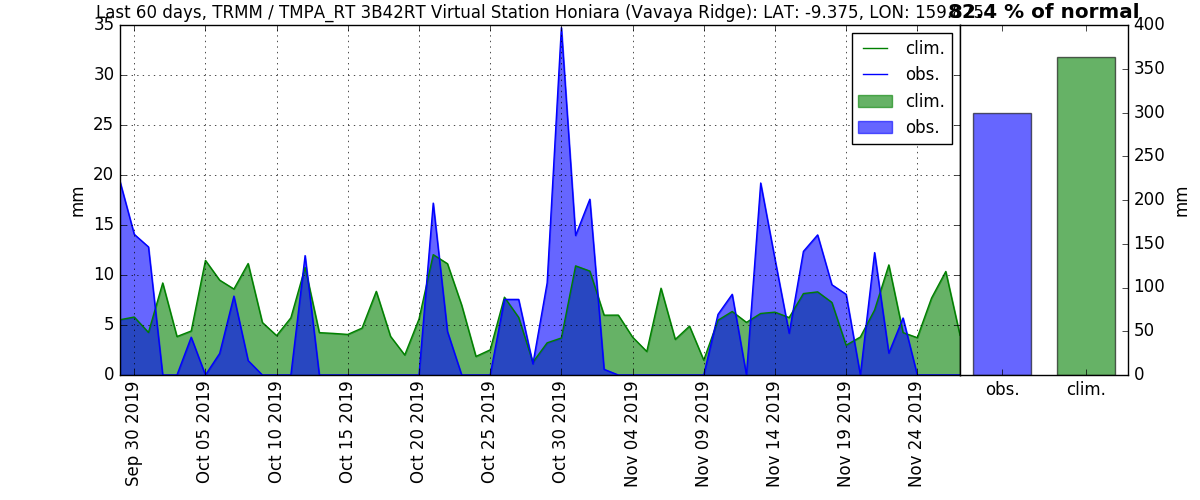 Last 60 days, TRMM / TMPA_RT 3B42RT Virtual Station Honiara (Vavaya Ridge): LAT: -9.375, LON:
82.4 % of normal
35
30
25
20
15
10
5
0
mm
clim.
obs.
clim.
obs.
400
350
300
250
200
150
100
50
0
mm
obs.
clim.
Sep 30 2019
Oct 05 2019
Oct 10 2019
Oct 15 2019
Oct 20 2019
Oct 25 2019
Oct 30 2019
Nov 04 2019
Nov 09 2019
Nov 14 2019
Nov 19 2019
Nov 24 2019